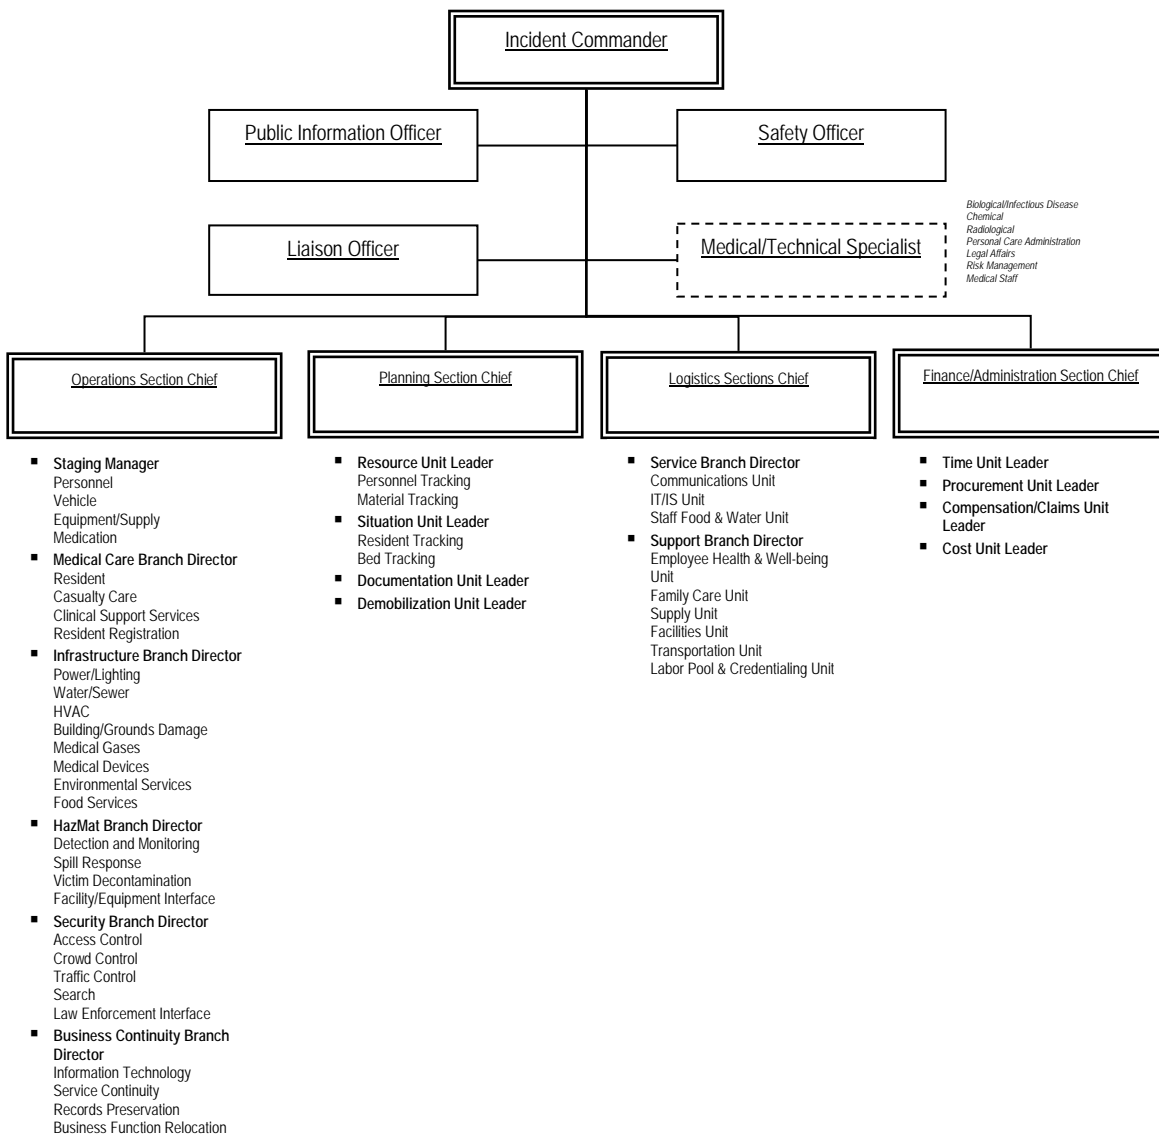 Incident Commander
Public Information Officer
Safety Officer
Liaison Officer
Medical/Technical Specialist
Biological/Infectious Disease
Chemical
Radiological
Personal Care Administration
Legal Affairs
Risk Management
Medical Staff
Operations Section Chief
Planning Section Chief
Logistics Sections Chief
Finance/Administration Section Chief
▪ Staging Manager
Personnel
Vehicle
Equipment/Supply
Medication
▪ Medical Care Branch Director
Resident
Casualty Care
Clinical Support Services
Resident Registration
▪ Infrastructure Branch Director
Power/Lighting
Water/Sewer
HVAC
Building/Grounds Damage
Medical Gases
Medical Devices
Environmental Services
Food Services
▪ HazMat Branch Director
Detection and Monitoring
Spill Response
Victim Decontamination
Facility/Equipment Interface
▪ Security Branch Director
Access Control
Crowd Control
Traffic Control
Search
Law Enforcement Interface
▪ Business Continuity Branch
Director
Information Technology
Service Continuity
Records Preservation
Business Function Relocation
▪ Resource Unit Leader
Personnel Tracking
Material Tracking
▪ Situation Unit Leader
Resident Tracking
Bed Tracking
▪ Documentation Unit Leader
▪ Demobilization Unit Leader
▪ Service Branch Director
Communications Unit
IT/IS Unit
Staff Food & Water Unit
▪ Support Branch Director
Employee Health & Well-being
Unit
Family Care Unit
Supply Unit
Facilities Unit
Transportation Unit
Labor Pool & Credentialing Unit
▪ Time Unit Leader
▪ Procurement Unit Leader
▪ Compensation/Claims Unit
Leader
▪ Cost Unit Leader